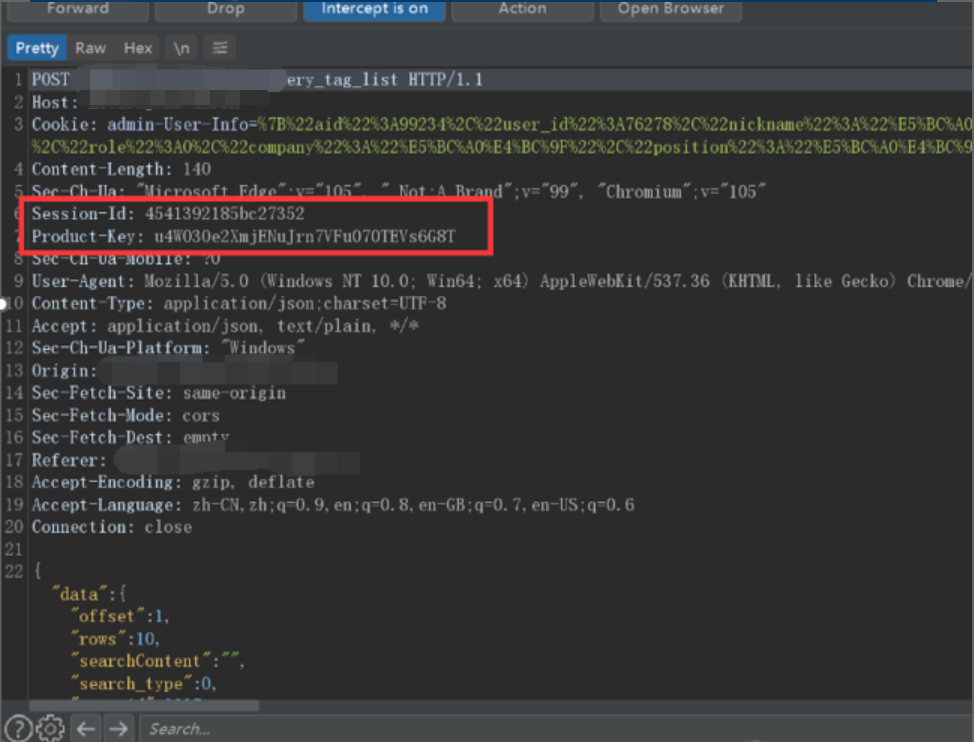 Forward Drop Intercept is on Action Open Browser
Pretty Raw Hex \n
1 POST ery_tag_list HTTP/1.1
2 Host:
3 Cookie: admin-User-Info=%7B%22aid%22%3A99234%2C%22user_id%22%3A76278%2C%22nickname%22%3A%22%E5%BC%A0
%2C%22role%22%3A0%2C%22company%22%3A%22%E5%BC%A0%E4%BC%9F%22%2C%22position%22%3A%22%E5%BC%A0%E4%BC%9
4 Content-Length: 140
5 Sec-Ch-Ua: "Microsoft Edge";v="105", " Not;A Brand";v="99", "Chromium";v="105"
6 Session-Id: 4541392185bc27352
7 Product-Key: u4W030e2XmjENuJrn7VFu070TEVs6G8T
8 Sec-Ch-Ua-Mobile: ?0
9 User-Agent: Mozilla/5.0 (Windows NT 10.0; Win64; x64) AppleWebKit/537.36 (KHTML, like Gecko) Chrome/
10 Content-Type: application/json;charset=UTF-8
11 Accept: application/json, text/plain, */*
12 Sec-Ch-Ua-Platform: "Windows"
13 Origin:
14 Sec-Fetch-Site: same-origin
15 Sec-Fetch-Mode: cors
16 Sec-Fetch-Dest: empty
17 Referer:
18 Accept-Encoding: gzip, deflate
19 Accept-Language: zh-CN,zh;q=0.9,en;q=0.8,en-GB;q=0.7,en-US;q=0.6
20 Connection: close
21
22 {
"data":{
"offset":1,
"rows":10,
"searchContent":"",
"search_type":0,
Search...